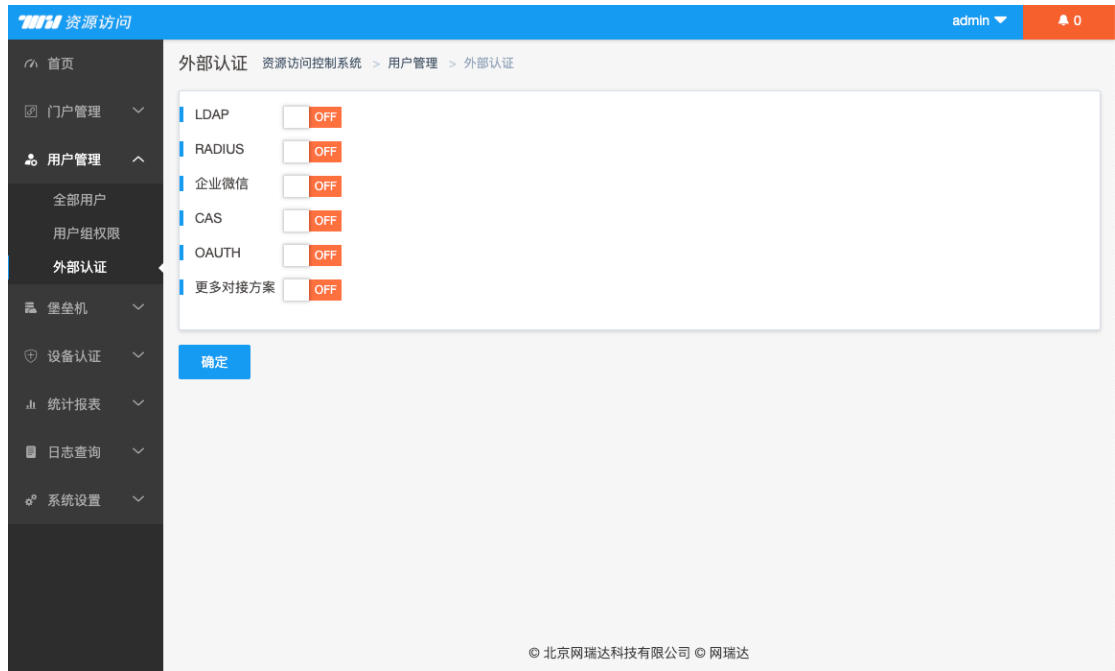 资源访问
admin
0
首页
门户管理
用户管理
全部用户
用户组权限
外部认证
堡垒机
设备认证
统计报表
日志查询
系统设置
外部认证 资源访问控制系统 > 用户管理 > 外部认证
LDAP OFF
RADIUS OFF
企业微信 OFF
CAS OFF
OAUTH OFF
更多对接方案 OFF
确定
© 北京网瑞达科技有限公司 © 网瑞达